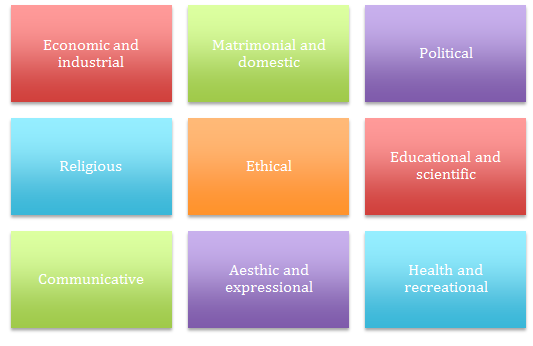 Economic and
industrial
Matrimonial and
domestic
Political
Religious
Ethical
Educational and
scientific
Communicative
Aesthic and
expressional
Health and
recreational